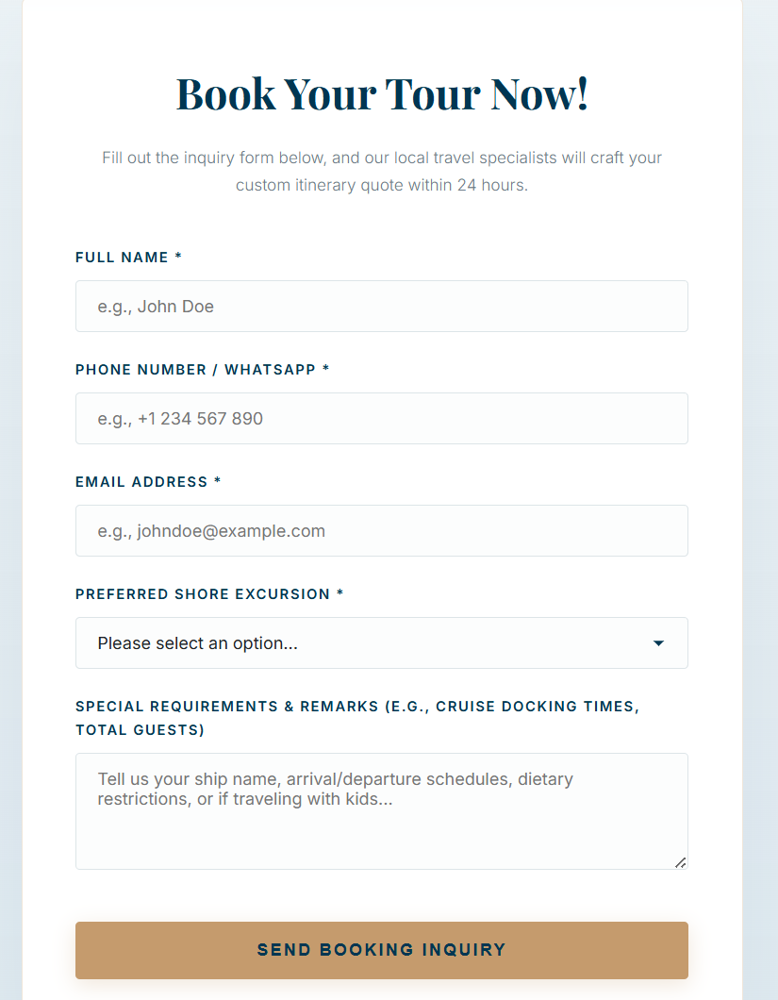 Book Your Tour Now!
Fill out the inquiry form below, and our local travel specialists will craft your
custom itinerary quote within 24 hours.
FULL NAME *
e.g., John Doe
PHONE NUMBER / WHATSAPP *
e.g., +1 234 567 890
EMAIL ADDRESS *
e.g., johndoe@example.com
PREFERRED SHORE EXCURSION *
Please select an option...
SPECIAL REQUIREMENTS & REMARKS (E.G., CRUISE DOCKING TIMES,
TOTAL GUESTS)
Tell us your ship name, arrival/departure schedules, dietary
restrictions, or if traveling with kids...
SEND BOOKING INQUIRY